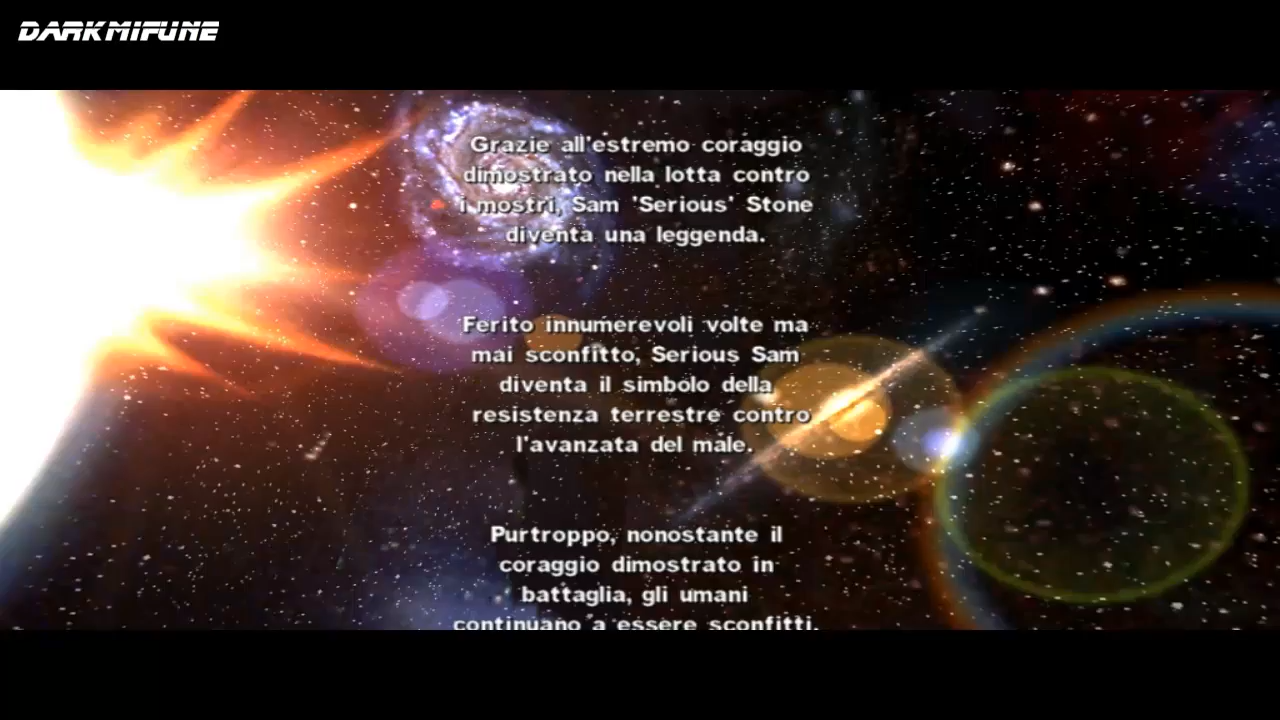 DARKMIFUNE
Grazie all'estremo coraggio
dimostrato nella lotta contro
i mostri, Sam 'Serious' Stone
diventa una leggenda.
Ferito innumerevoli volte ma
mai sconfitto, Serious Sam
diventa il simbolo della
resistenza terrestre contro
l'avanzata del male.
Purtroppo, nonostante il
coraggio dimostrato in
battaglia, gli umani
continuano a essere sconfitti.